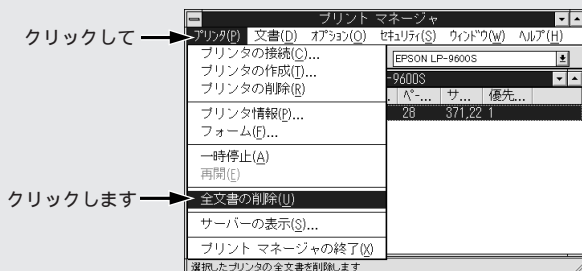 プリント マネージャ
クリックして
プリンタ(P) 文書(D) オプション(O) セキュリティ(S) ウィンドウ(W) ヘルプ(H)
プリンタの接続(C)...
EPSON LP-9600S
プリンタの作成(T)...
-9600S
プリンタの削除(R)
. ペー... サ... 優先...
プリンタ情報(P)...
28 371,22 1
フォーム(F)...
一時停止(A)
再開(E)
クリックします
全文書の削除(U)
サーバーの表示(S)...
プリント マネージャの終了(X)
選択したプリンタの全文書を削除します